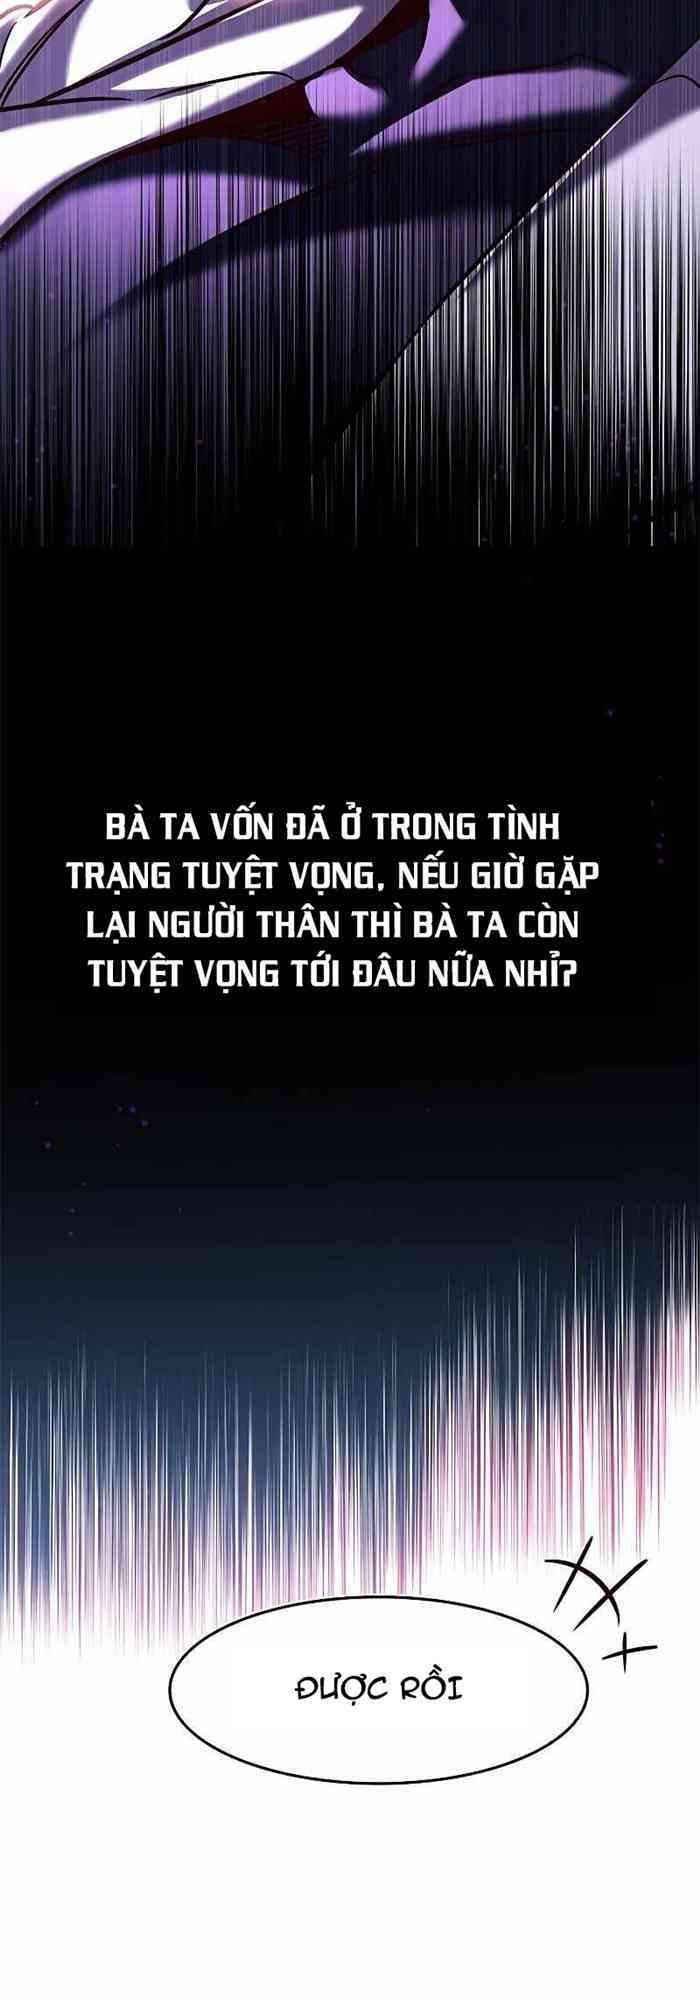 BÀ TA VỐN ĐÃ Ở TRONG TÌNH
TRẠNG TUYỆT VỌNG, NẾU GIỜ GẶP
LẠI NGƯỜI THÂN THÌ BÀ TA CÒN
TUYỆT VỌNG TỚI ĐÂU NỮA NHỈ?
ĐƯỢC RỒI